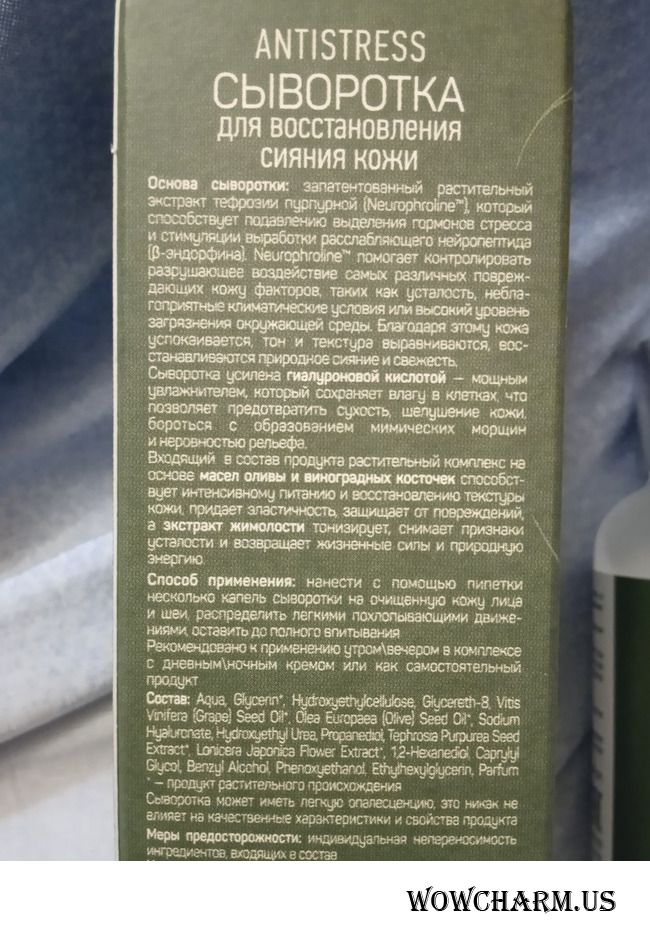 ANTISTRESS
СЫВОРОТКА
ДЛЯ ВОССТАНОВЛЕНИЯ
СИЯНИЯ КОЖИ
Основа сыворотки: запатентованный растительный
экстракт тефрозии пурпурной (Neurophroline™), который
способствует подавлению выделения гормонов стресса
и стимуляции выработки расслабляющего нейропептида
(β-эндорфина). Neurophroline™ помогает контролировать
разрушающее воздействие самых различных повреж-
дающих кожу факторов, таких как усталость, небла-
гоприятные климатические условия или высокий уровень
загрязнения окружающей среды. Благодаря этому кожа
успокаивается, тон и текстура выравниваются, вос-
станавливаются природное сияние и свежесть.
Сыворотка усилена гиалуроновой кислотой — мощным
увлажнителем, который сохраняет влагу в клетках, что
позволяет предотвратить сухость, шелушение кожи,
бороться с образованием мимических морщин
и неровностью рельефа.
Входящий в состав продукта растительный комплекс на
основе масел оливы и виноградных косточек способст-
вует интенсивному питанию и восстановлению текстуры
кожи, придает эластичность, защищает от повреждений,
а экстракт жимолости тонизирует, снимает признаки
усталости и возвращает жизненные силы и природную
энергию.
Способ применения: нанести с помощью пипетки
несколько капель сыворотки на очищенную кожу лица
и шеи, распределить легкими похлопывающими движе-
ниями, оставить до полного впитывания.
Рекомендовано к применению утром\вечером в комплексе
с дневным\ночным кремом или как самостоятельный
продукт
Состав: Aqua, Glycerin*, Hydroxyethylcellulose, Glycereth-8, Vitis
Vinifera (Grape) Seed Oil*, Olea Europaea (Olive) Seed Oil*, Sodium
Hyaluronate, Hydroxyethyl Urea, Propanediol, Tephrosia Purpurea Seed
Extract*, Lonicera Japonica Flower Extract*, 1,2-Hexanediol, Caprylyl
Glycol, Benzyl Alcohol, Phenoxyethanol, Ethylhexylglycerin, Parfum
* — продукт растительного происхождения
Сыворотка может иметь легкую опалесценцию, это никак не
влияет на качественные характеристики и свойства продукта
Меры предосторожности: индивидуальная непереносимость
ингредиентов, входящих в состав
WOWCHARM.US